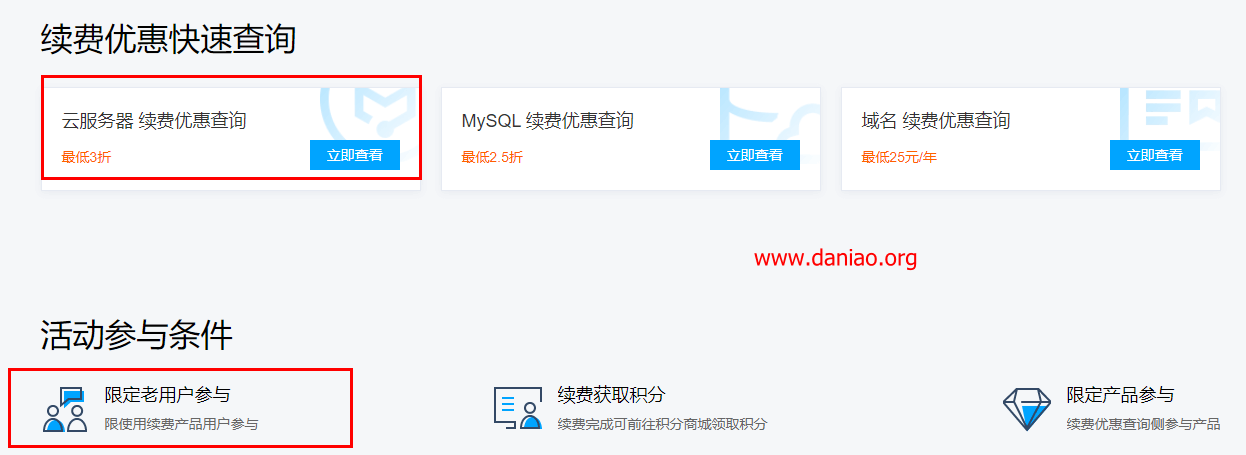 续费优惠快速查询
云服务器 续费优惠查询
最低3折
立即查看
MySQL 续费优惠查询
最低2.5折
立即查看
域名 续费优惠查询
最低25元/年
立即查看
www.daniao.org
活动参与条件
限定老用户参与
限使用续费产品用户参与
续费获取积分
续费完成可前往积分商城领取积分
限定产品参与
续费优惠查询侧参与产品